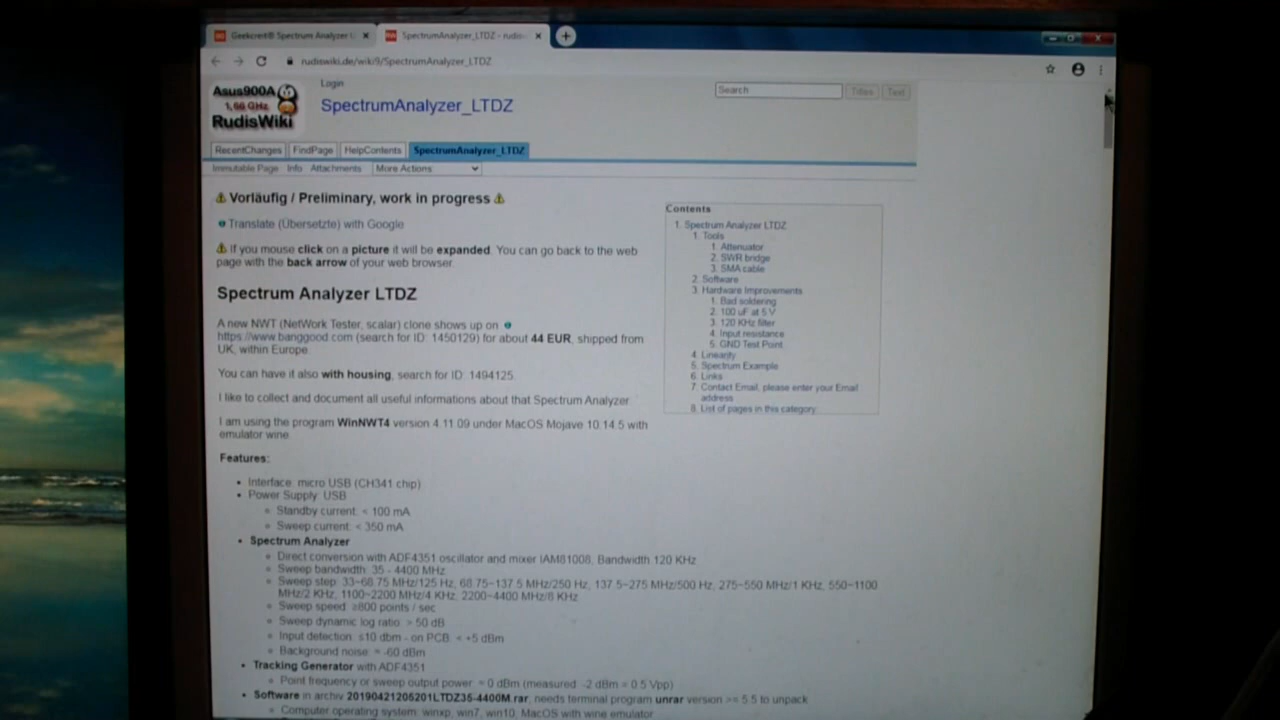 Geekcreit® Spectrum Analyzer U
SpectrumAnalyzer_LTDZ - rudis
rudiswiki.de/wiki9/SpectrumAnalyzer_LTDZ
Asus900A
1,66 GHz
RudisWiki
Login
SpectrumAnalyzer_LTDZ
Search
Titles Text
RecentChanges FindPage HelpContents SpectrumAnalyzer_LTDZ
Immutable Page Info Attachments More Actions
Vorläufig / Preliminary, work in progress
Translate (Übersetzte) with Google
If you mouse click on a picture it will be expanded. You can go back to the web
page with the back arrow of your web browser.
Spectrum Analyzer LTDZ
A new NWT (NetWork Tester, scalar) clone shows up on
https://www.banggood.com (search for ID: 1450129) for about 44 EUR, shipped from
UK, within Europe.
You can have it also with housing, search for ID: 1494125.
I like to collect and document all useful informations about that Spectrum Analyzer.
I am using the program WinNWT4 version 4.11.09 under MacOS Mojave 10.14.5 with
emulator wine.
Contents
1. Spectrum Analyzer LTDZ
1. Tools
1. Attenuator
2. SWR bridge
3. SMA cable
2. Software
3. Hardware Improvements
1. Bad soldering
2. 100 uF at 5 V
3. 120 KHz filter
4. Input resistance
5. GND Test Point
4. Linearity
5. Spectrum Example
6. Links
7. Contact Email, please enter your Email
address
8. List of pages in this category:
Features:
Interface: micro USB (CH341 chip)
Power Supply: USB
Standby current: < 100 mA
Sweep current: < 350 mA
Spectrum Analyzer
Direct conversion with ADF4351 oscillator and mixer IAM81008, Bandwidth 120 KHz
Sweep bandwidth: 35 - 4400 MHz
Sweep step: 33~68.75 MHz/125 Hz, 68.75~137.5 MHz/250 Hz, 137.5~275 MHz/500 Hz, 275~550 MHz/1 KHz, 550~1100
MHz/2 KHz, 1100~2200 MHz/4 KHz, 2200~4400 MHz/8 KHz
Sweep speed: ≥800 points / sec
Sweep dynamic log ratio: > 50 dB
Input detection: ≤10 dbm - on PCB: < +5 dBm
Background noise: ≈ -60 dBm
Tracking Generator with ADF4351
Point frequency or sweep output power: ≈ 0 dBm (measured: -2 dBm = 0.5 Vpp)
Software in archiv 20190421205201LTDZ35-4400M.rar, needs terminal program unrar version >= 5.5 to unpack
Computer operating system: winxp, win7, win10, MacOS with wine emulator